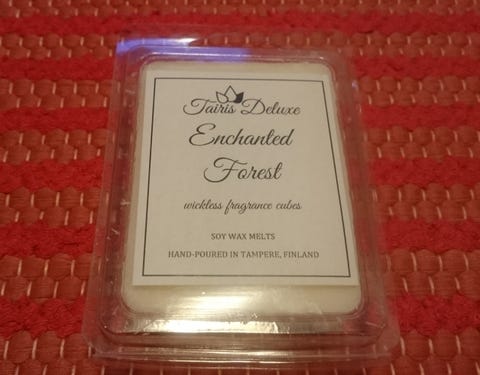 Tairis Deluxe
Enchanted
Forest
wickless fragrance cubes
SOY WAX MELTS
HAND-POURED IN TAMPERE, FINLAND